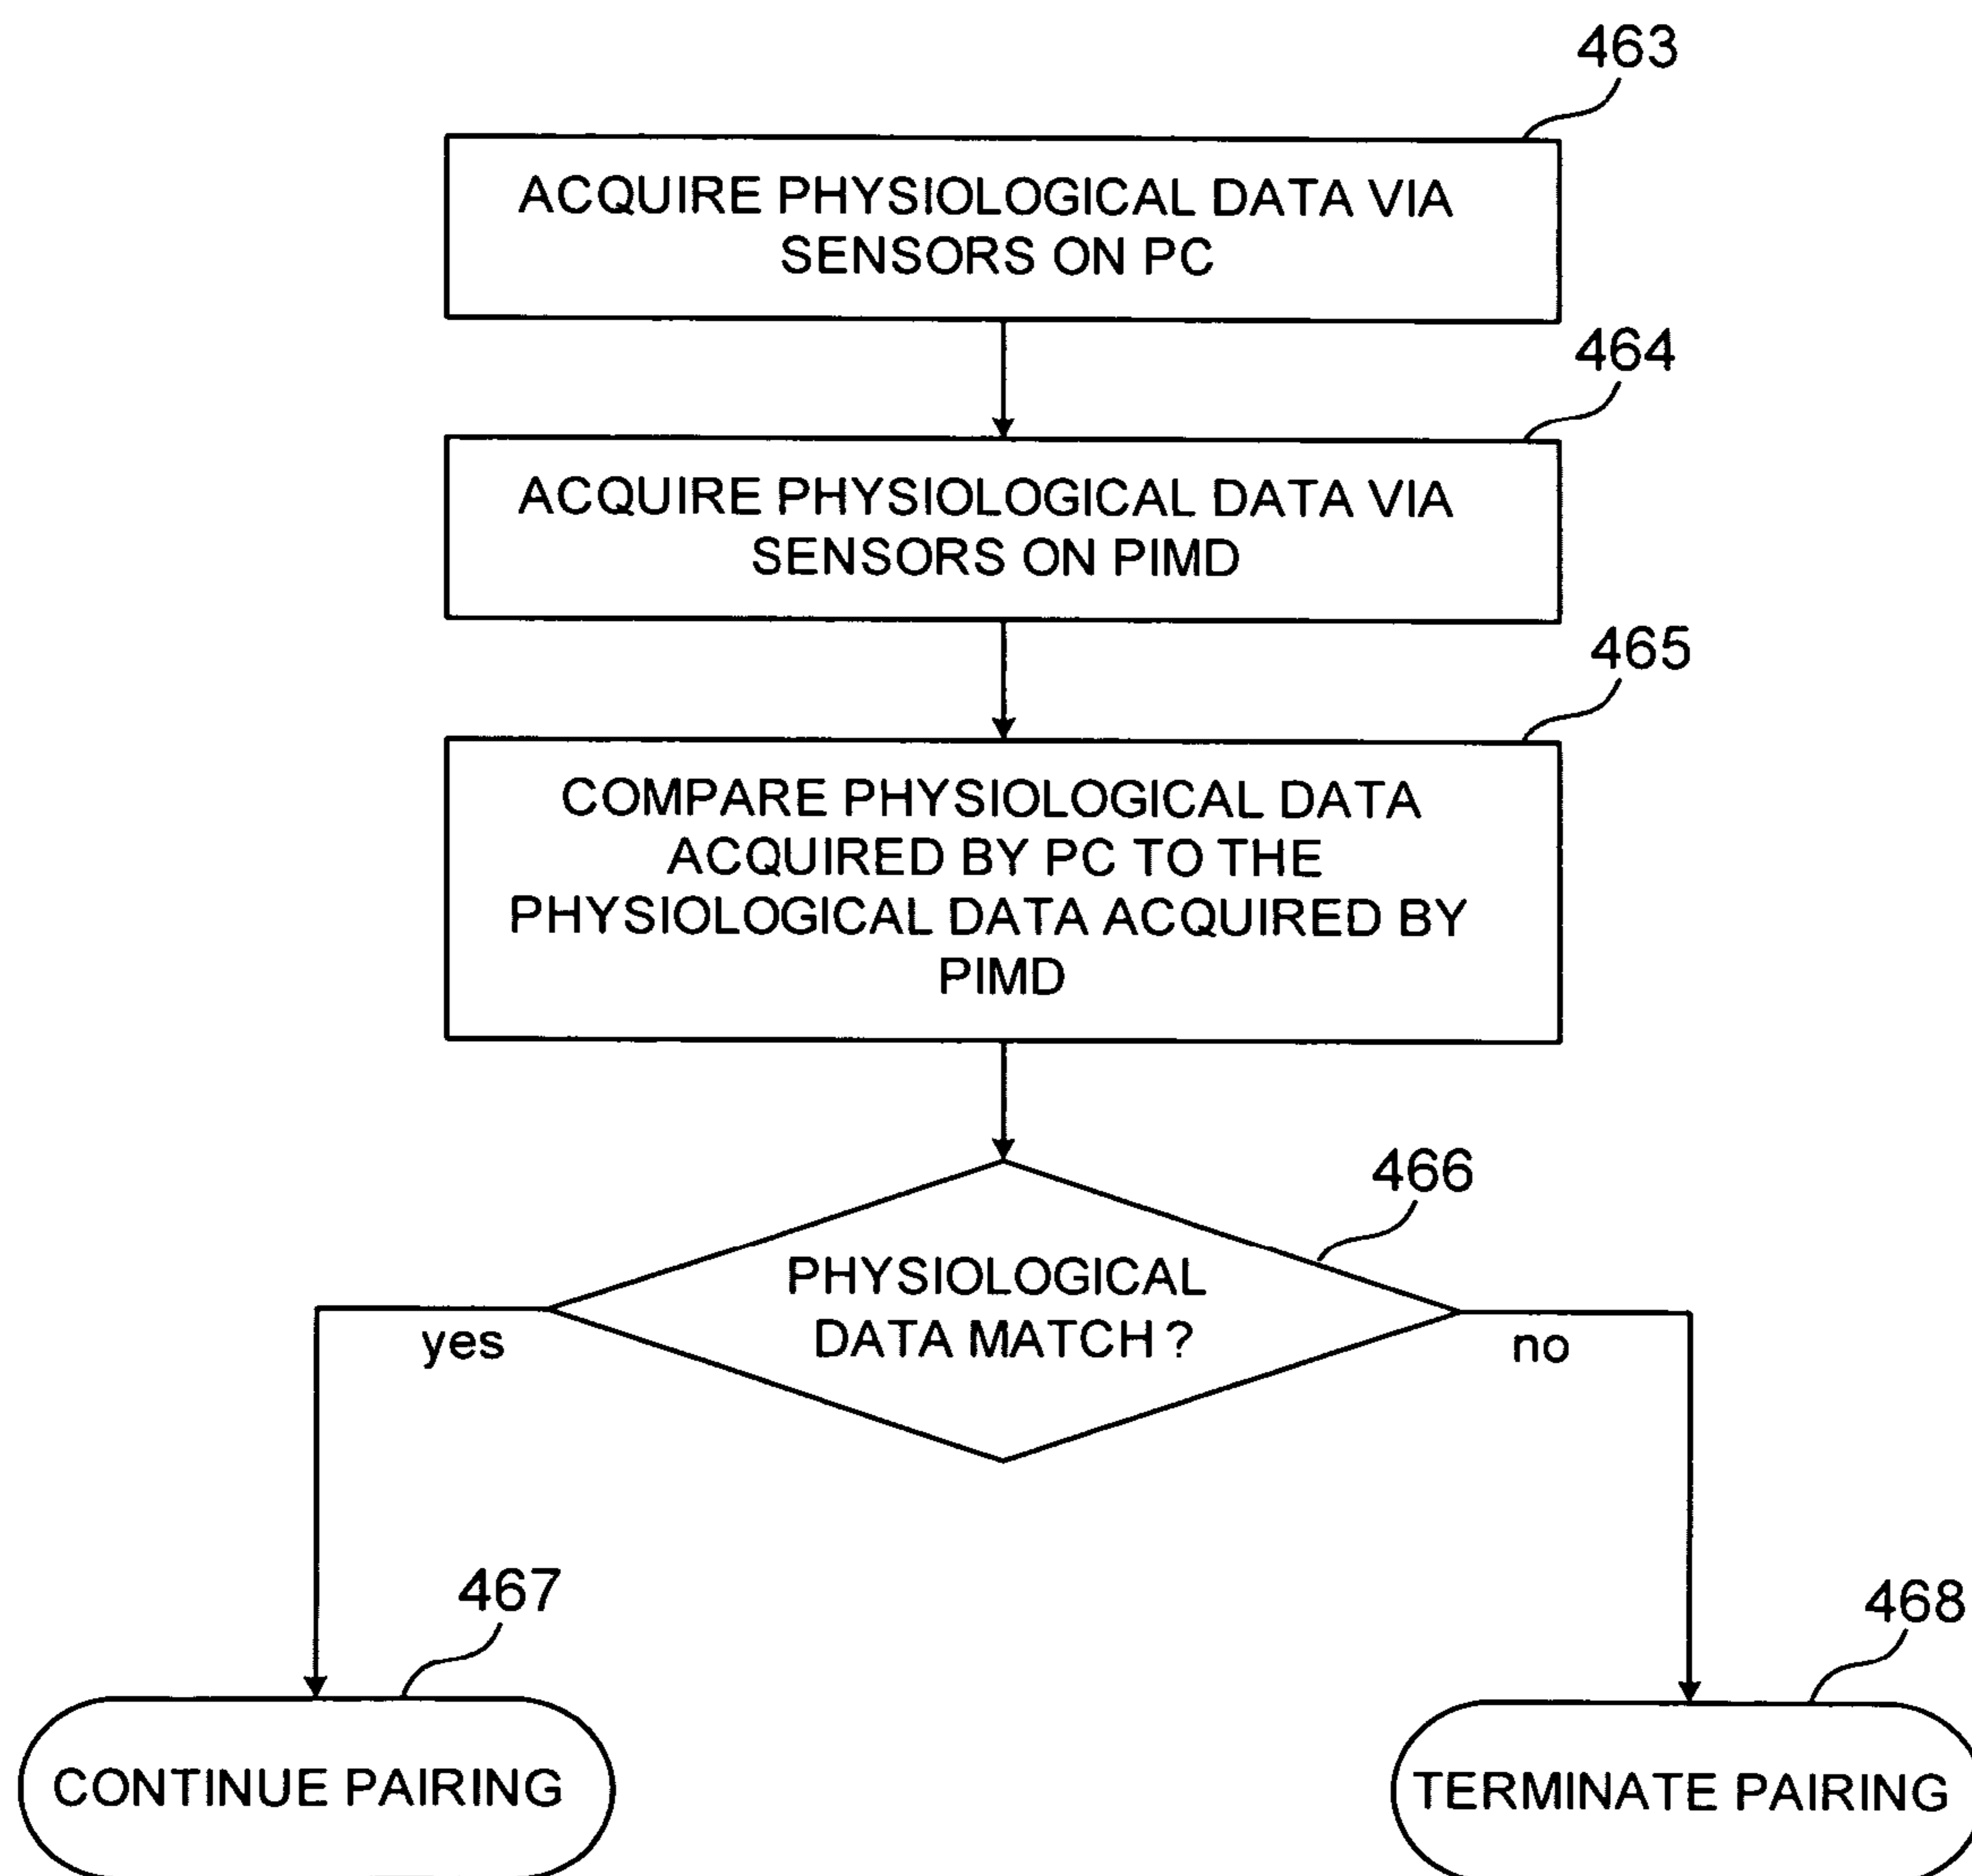 463
ACQUIRE PHYSIOLOGICAL DATA VIA
SENSORS ON PC
464
ACQUIRE PHYSIOLOGICAL DATA VIA
SENSORS ON PIMD
465
COMPARE PHYSIOLOGICAL DATA
ACQUIRED BY PC TO THE
PHYSIOLOGICAL DATA ACQUIRED BY
PIMD
466
PHYSIOLOGICAL
DATA MATCH ?
yes
no
467
CONTINUE PAIRING
468
TERMINATE PAIRING